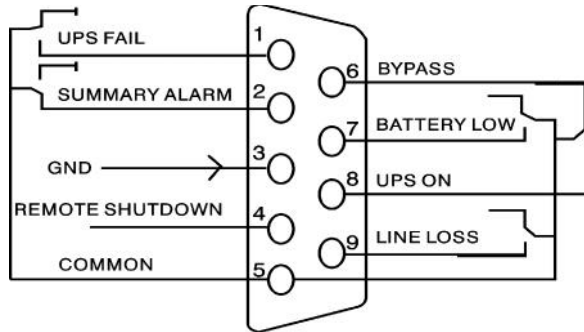 UPS FAIL 1
6 BYPASS
SUMMARY ALARM 2
7 BATTERY LOW
GND 3
8 UPS ON
REMOTE SHUTDOWN 4
9 LINE LOSS
COMMON 5